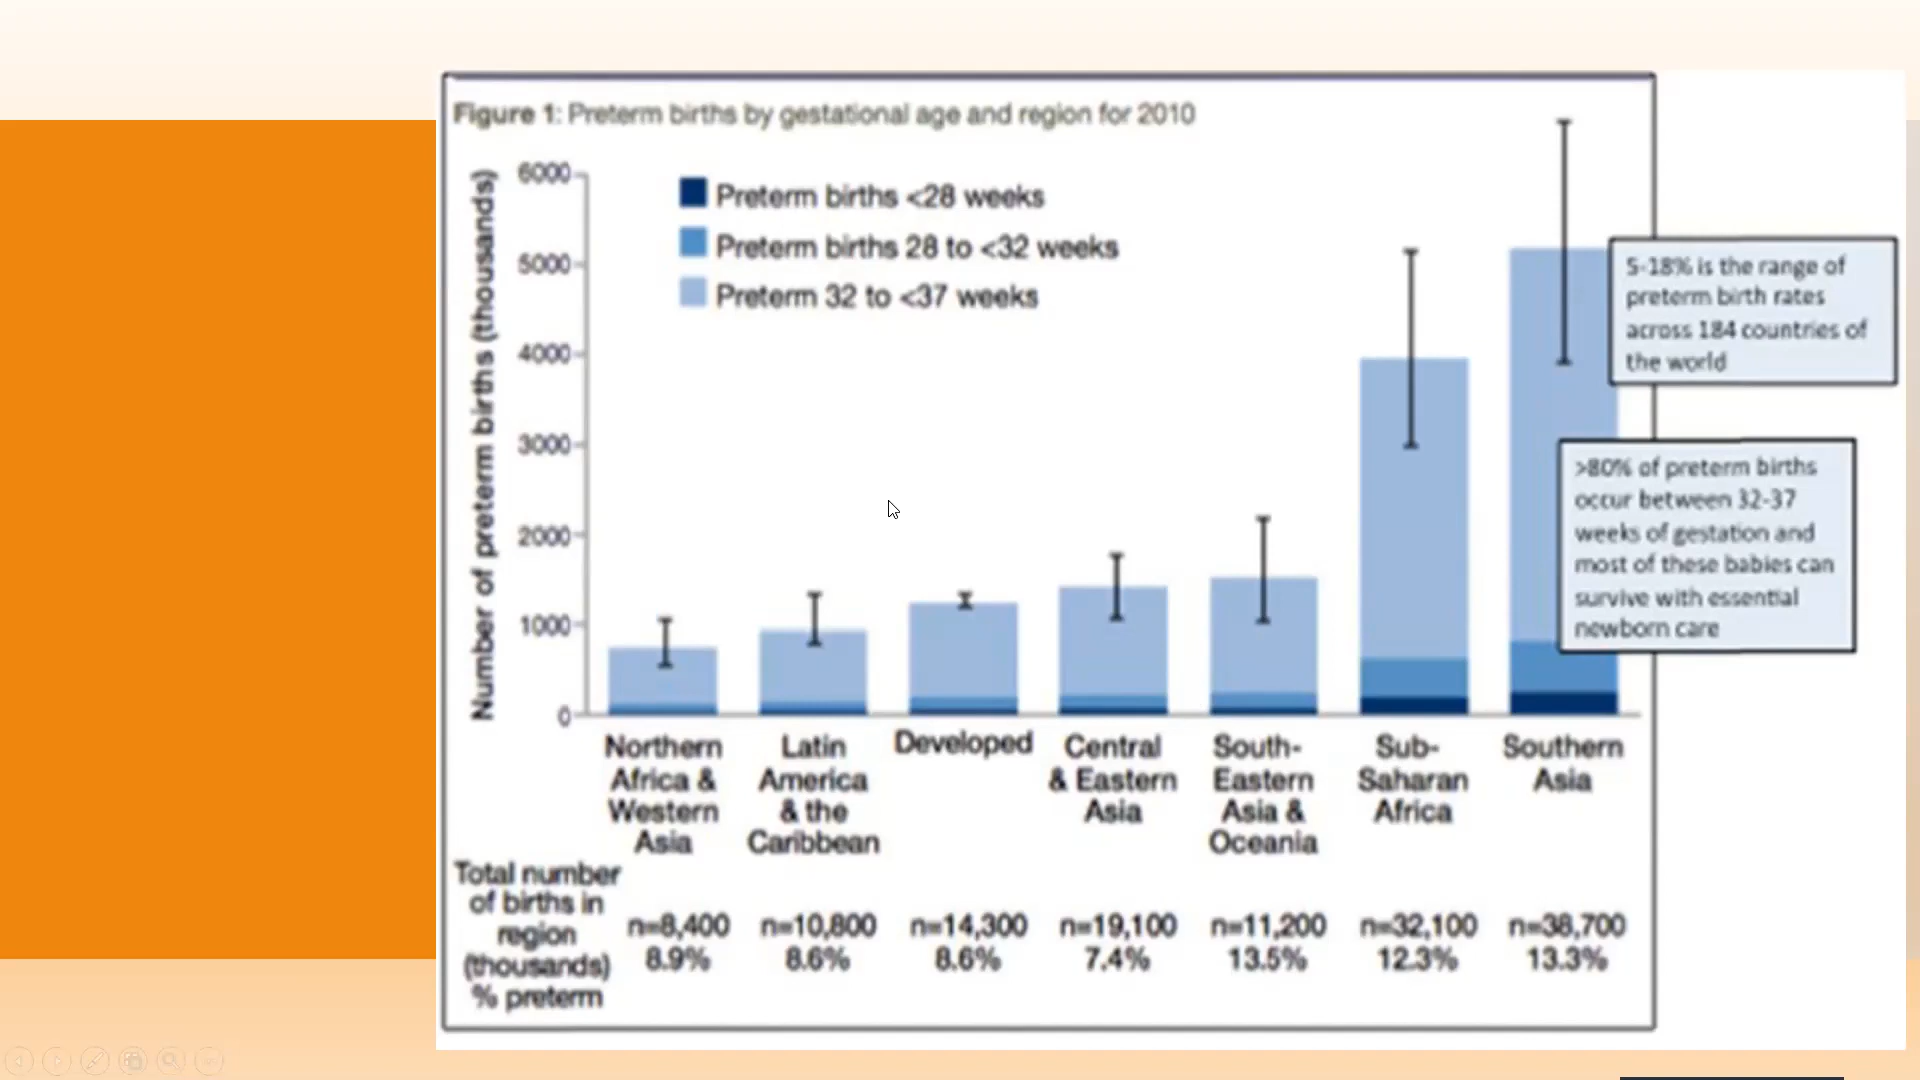 Figure 1: Preterm births by gestational age and region for 2010
Number of preterm births (thousands)
6000
5000
4000
3000
2000
1000
0
Preterm births <28 weeks
Preterm births 28 to <32 weeks
Preterm 32 to <37 weeks
5-18% is the range of
preterm birth rates
across 184 countries of
the world
>80% of preterm births
occur between 32-37
weeks of gestation and
most of these babies can
survive with essential
newborn care
Northern
Africa &
Western
Asia
Latin
America
& the
Caribbean
Developed
Central
& Eastern
Asia
South-
Eastern
Asia &
Oceania
Sub-
Saharan
Africa
Southern
Asia
Total number
of births in
region
(thousands)
% preterm
n=8,400
8.9%
n=10,800
8.6%
n=14,300
8.6%
n=19,100
7.4%
n=11,200
13.5%
n=32,100
12.3%
n=38,700
13.3%